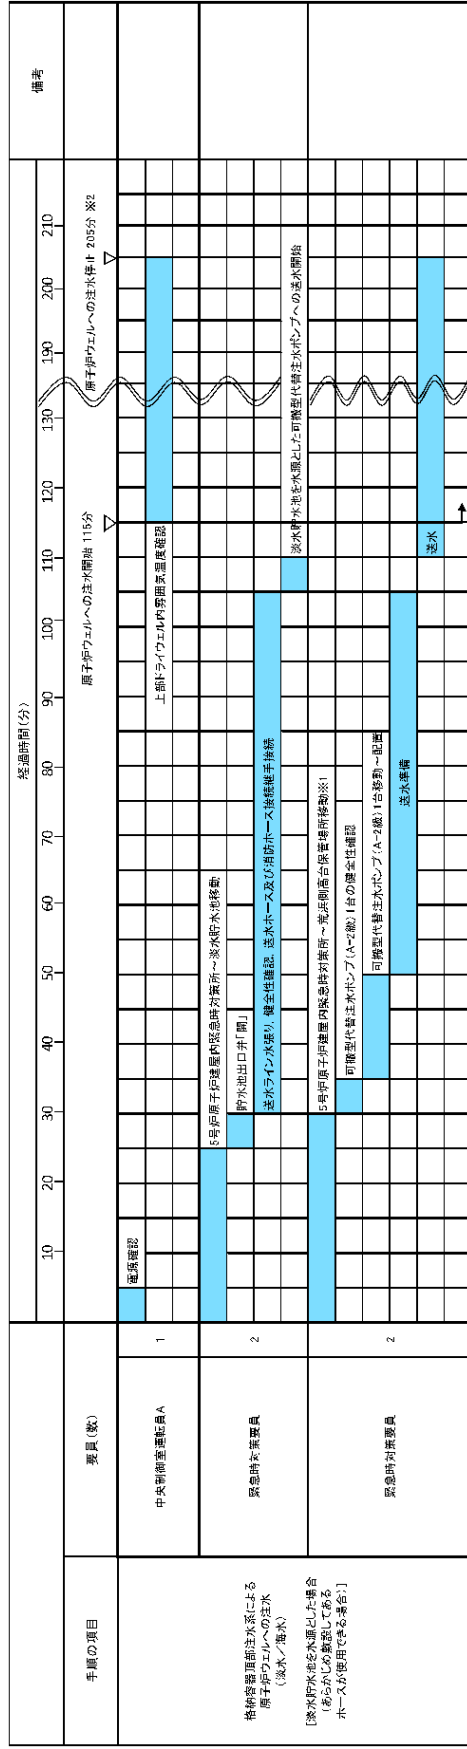 手順の項目
要員(数)
経過時間(分)
備考
10
20
30
40
50
60
70
80
90
100
110
120
130
190
200
210
原子炉ウェルへの注水開始 115分
原子炉ウェルへの注水停止 205分 ※2
格納容器頂部注水系による
原子炉ウェルへの注水
(淡水/海水)
[淡水貯水池を水源とした場合
(あらかじめ敷設してある
ホースが使用できる場合)]
中央制御室運転員A
1
電源確認
上部ドライウェル内雰囲気温度確認
緊急時対策要員
2
5号炉原子炉建屋内緊急時対策所~淡水貯水池移動
貯水池出口弁「開」
送水ライン水張り、健全性確認、送水ホース及び消防ホース接続継手接続
淡水貯水池を水源とした可搬型代替注水ポンプへの送水開始
緊急時対策要員
2
5号炉原子炉建屋内緊急時対策所~荒浜側高台保管場所移動※1
可搬型代替注水ポンプ(A-2級)1台の健全性確認
可搬型代替注水ポンプ(A-2級)1台移動~配置
送水準備
送水